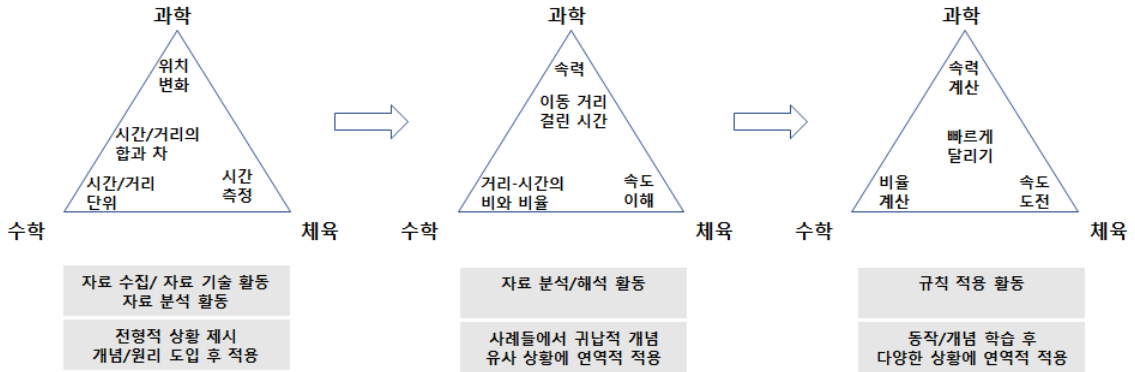 과학
위치
변화
시간/거리의
합과 차
시간/거리
단위
시간
측정
수학
체육
자료 수집/ 자료 기술 활동
자료 분석 활동
전형적 상황 제시
개념/원리 도입 후 적용
과학
속력
이동 거리
걸린 시간
거리-시간의
비와 비율
속도
이해
수학
체육
자료 분석/해석 활동
사례들에서 귀납적 개념
유사 상황에 연역적 적용
과학
속력
계산
빠르게
달리기
비율
계산
속도
도전
수학
체육
규칙 적용 활동
동작/개념 학습 후
다양한 상황에 연역적 적용